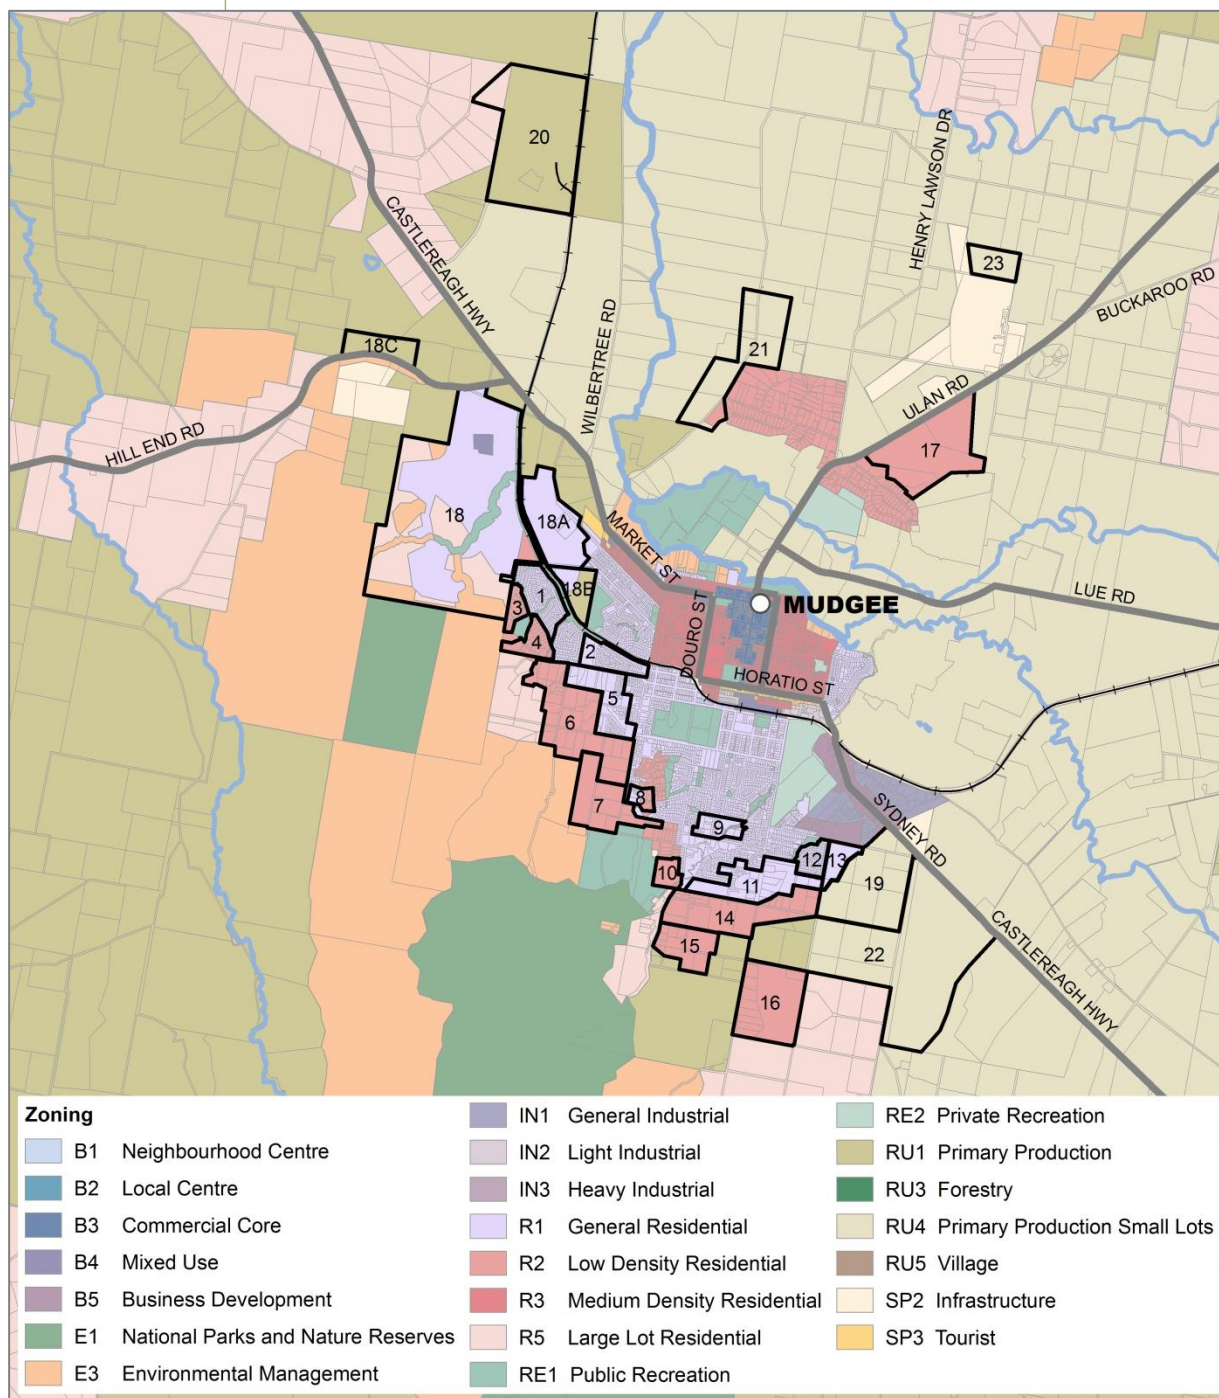 20
HENRY LAWSON DR
CASTLEREAGH HWY
23
BUCKAROO RD
WILBERTREE RD
18C
21
ULAN RD
HILL END RD
17
18
18A
MARKET ST
18B
1
3
MUDGEE
LUE RD
DOURO ST
4
2
HORATIO ST
5
6
7
8
SYDNEY RD
9
12
13
10
11
19
14
CASTLEREAGH HWY
15
22
16
Zoning
B1 Neighbourhood Centre
B2 Local Centre
B3 Commercial Core
B4 Mixed Use
B5 Business Development
E1 National Parks and Nature Reserves
E3 Environmental Management
IN1 General Industrial
IN2 Light Industrial
IN3 Heavy Industrial
R1 General Residential
R2 Low Density Residential
R3 Medium Density Residential
R5 Large Lot Residential
RE1 Public Recreation
RE2 Private Recreation
RU1 Primary Production
RU3 Forestry
RU4 Primary Production Small Lots
RU5 Village
SP2 Infrastructure
SP3 Tourist